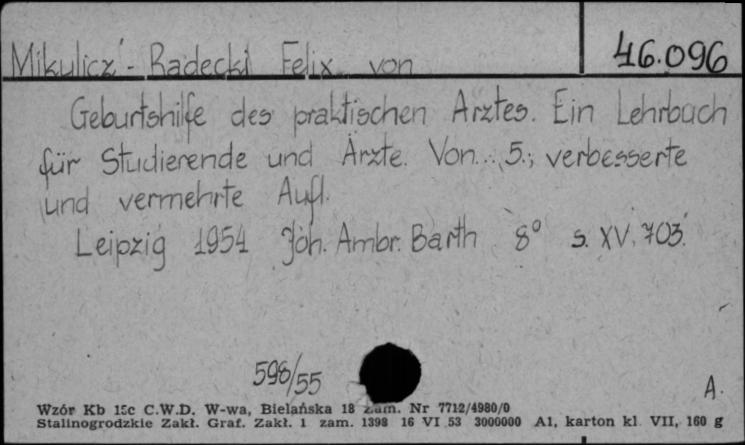 Mikulicz - Radecki Felix von
46.096
Geburtshilfe des praktischen Arztes. Ein Lehrbuch
für Studierende und Ärzte. Von... 5., verbesserte
und vermehrte Aufl.
Leipzig 1954 Joh. Ambr. Barth 8° s. XV, 703.
598/55
A.
Wzór Kb 15c C.W.D. W-wa, Bielańska 18 zam. Nr 7712/4980/0
Stalinogrodzkie Zakł. Graf. Zakł. 1 zam. 1398 16 VI 53 3000000 A1, karton kl. VII, 160 g